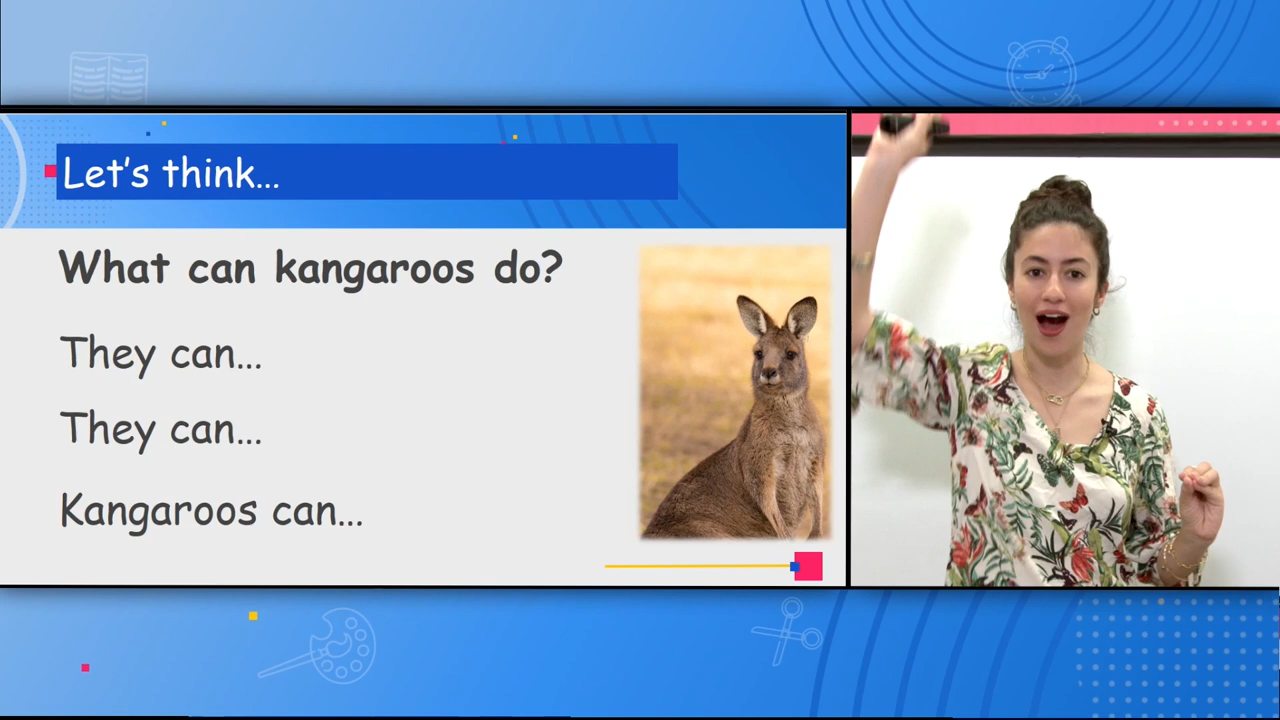 Let's think...
What can kangaroos do?
They can...
They can...
Kangaroos can...